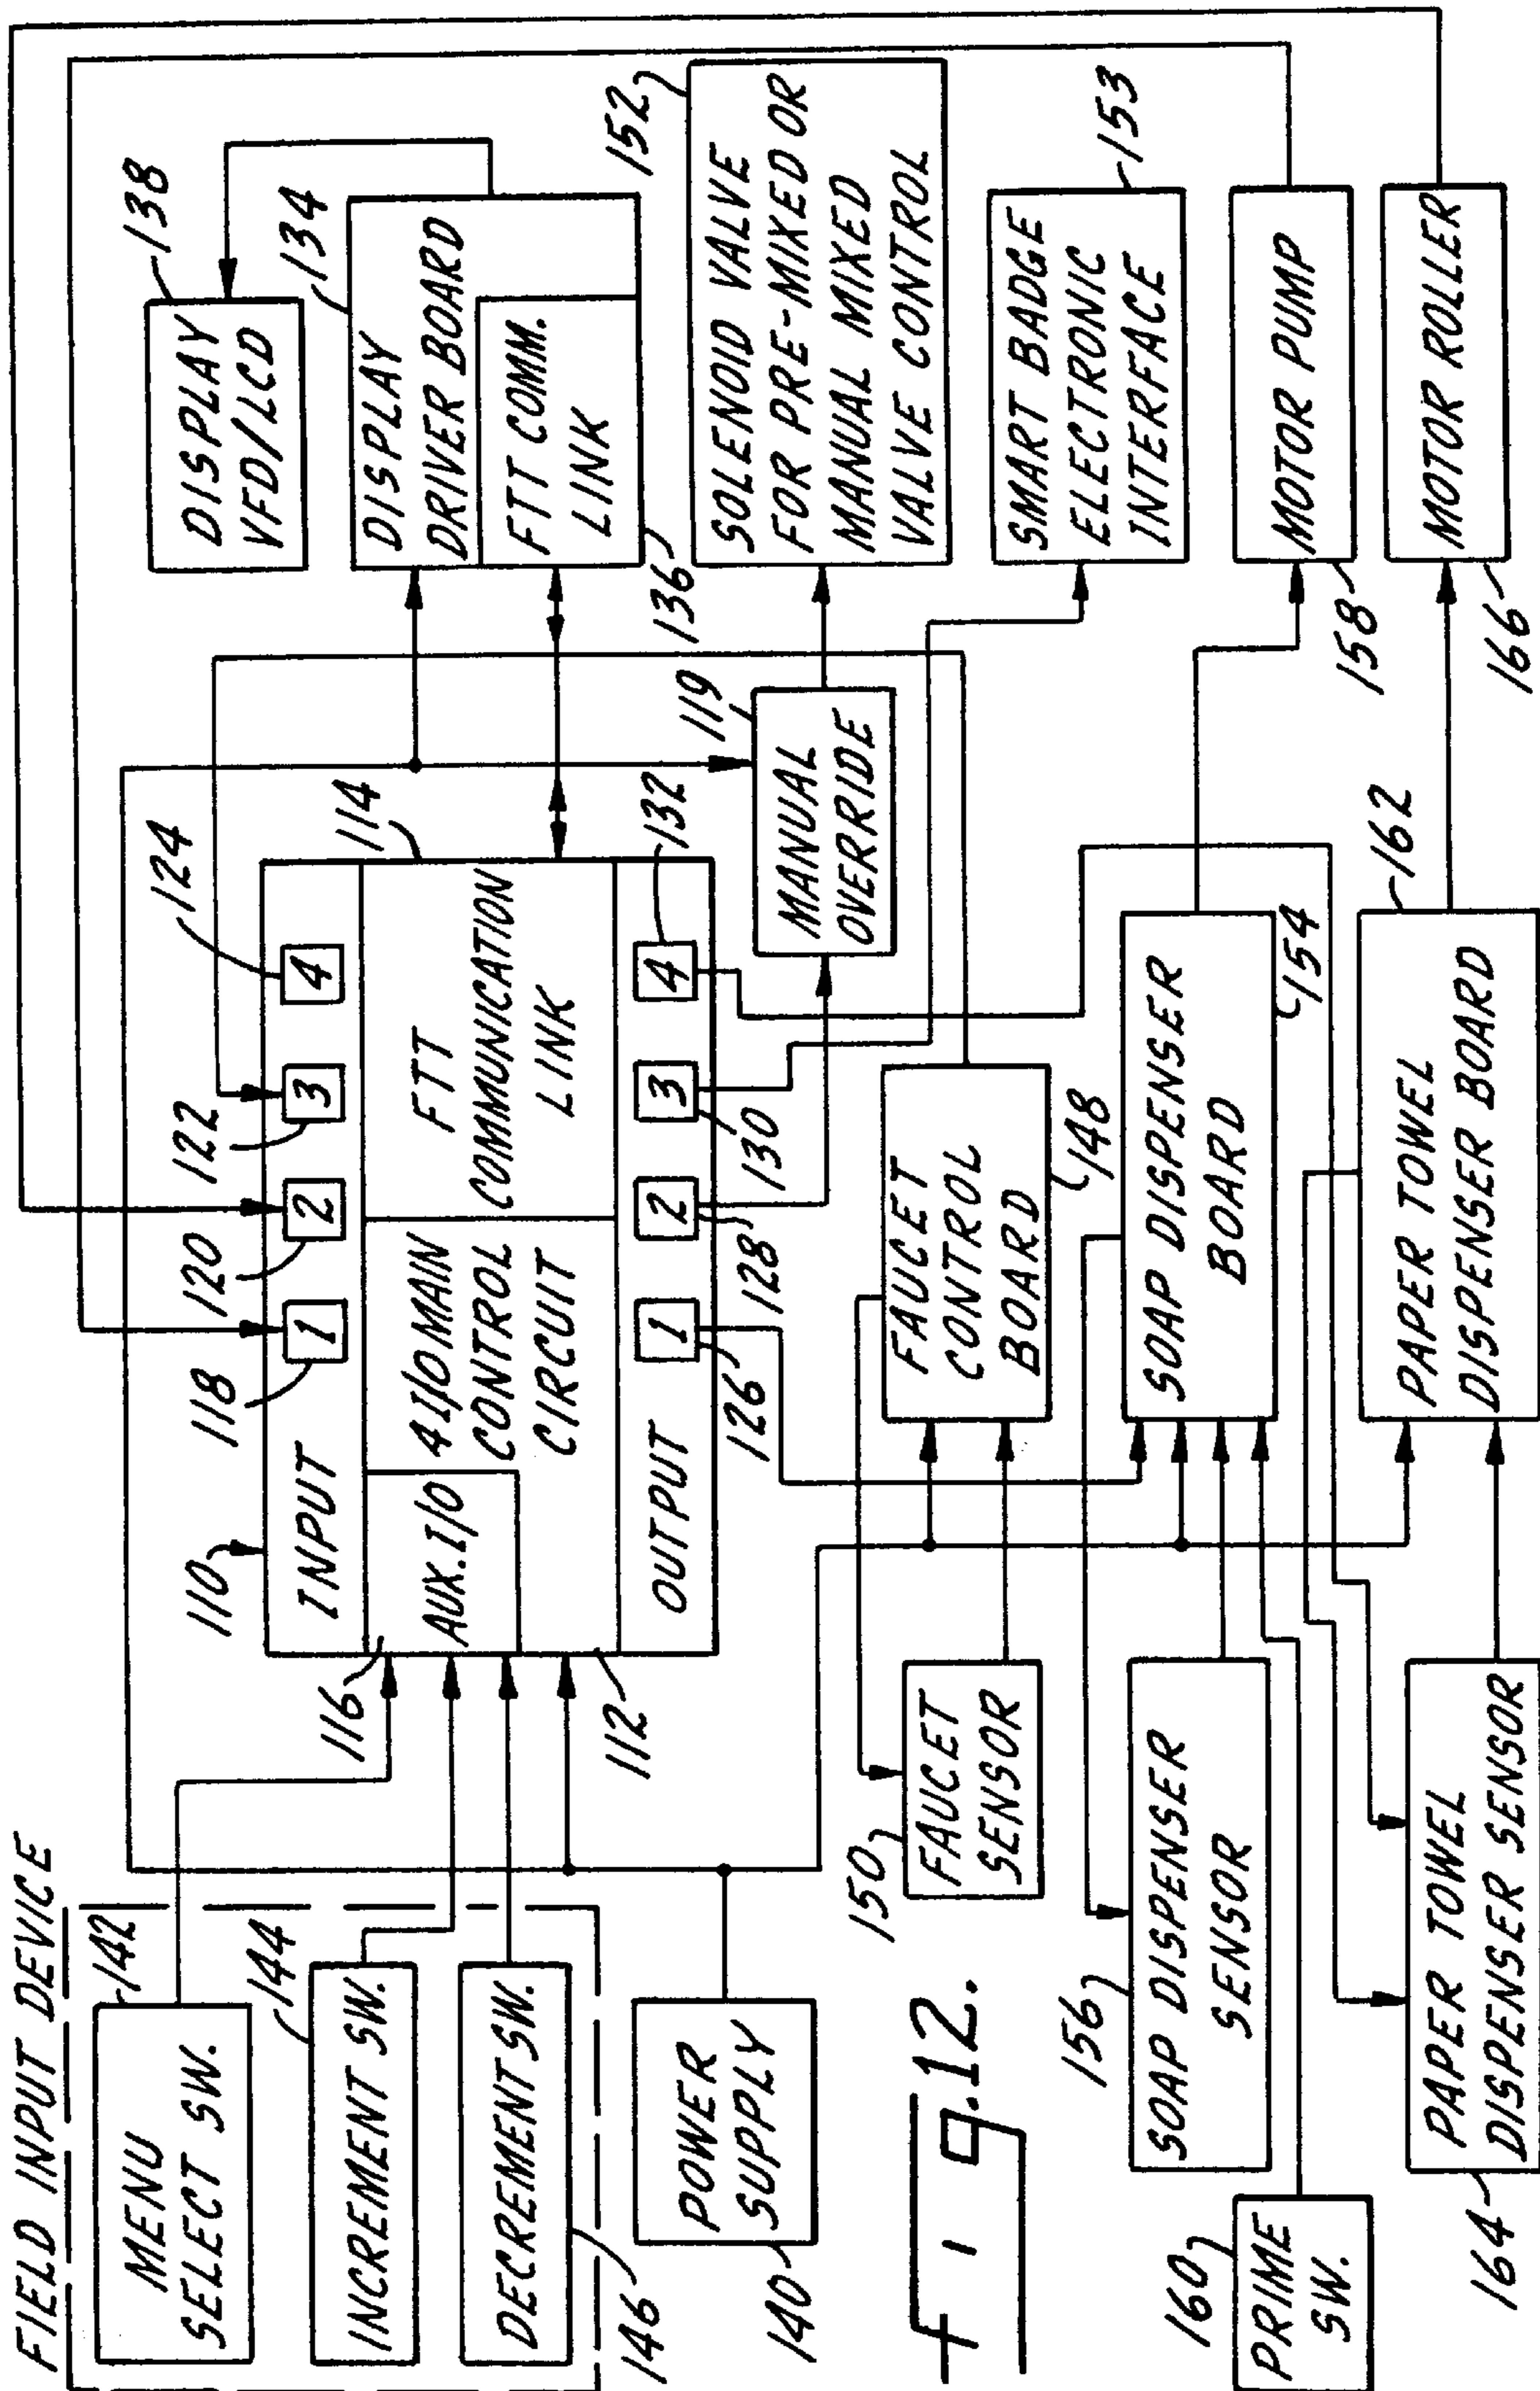 FIELD INPUT DEVICE
MENU
SELECT SW.
142
INCREMENT SW.
144
DECREMENT SW.
146
POWER
SUPPLY
140
110
INPUT
118
1
120
2
122
3
124
4
116
AUX. I/O
4 I/O MAIN
CONTROL
CIRCUIT
112
FTT
COMMUNICATION
LINK
114
OUTPUT
1
126
2
128
3
130
4
132
MANUAL
OVERRIDE
119
DISPLAY
VFD/LCD
138
DISPLAY
DRIVER BOARD
134
FTT COMM.
LINK
136
SOLENOID VALVE
FOR PRE-MIXED OR
MANUAL MIXED
VALVE CONTROL
152
SMART BADGE
ELECTRONIC
INTERFACE
153
MOTOR PUMP
158
MOTOR ROLLER
166
FAUCET
SENSOR
150
FAUCET
CONTROL
BOARD
148
SOAP DISPENSER
SENSOR
156
SOAP DISPENSER
BOARD
154
PRIME
SW.
160
PAPER TOWEL
DISPENSER SENSOR
164
PAPER TOWEL
DISPENSER BOARD
162
Fig.12.